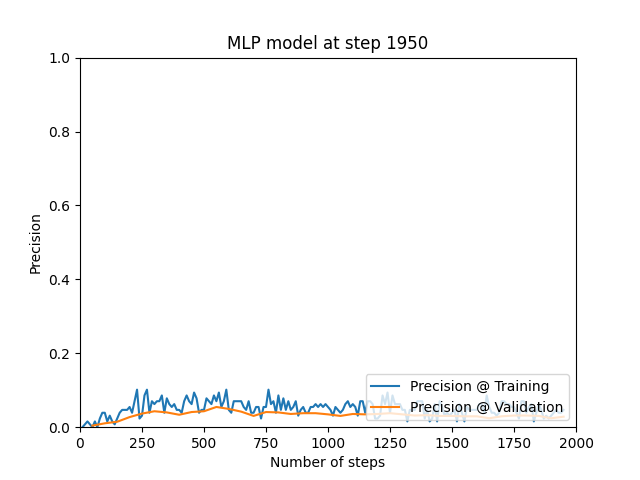 MLP model at step 1950
1.0
0.8
0.6
0.4
0.2
0.0
Precision
Precision @ Training
Precision @ Validation
0 250 500 750 1000 1250 1500 1750 2000
Number of steps